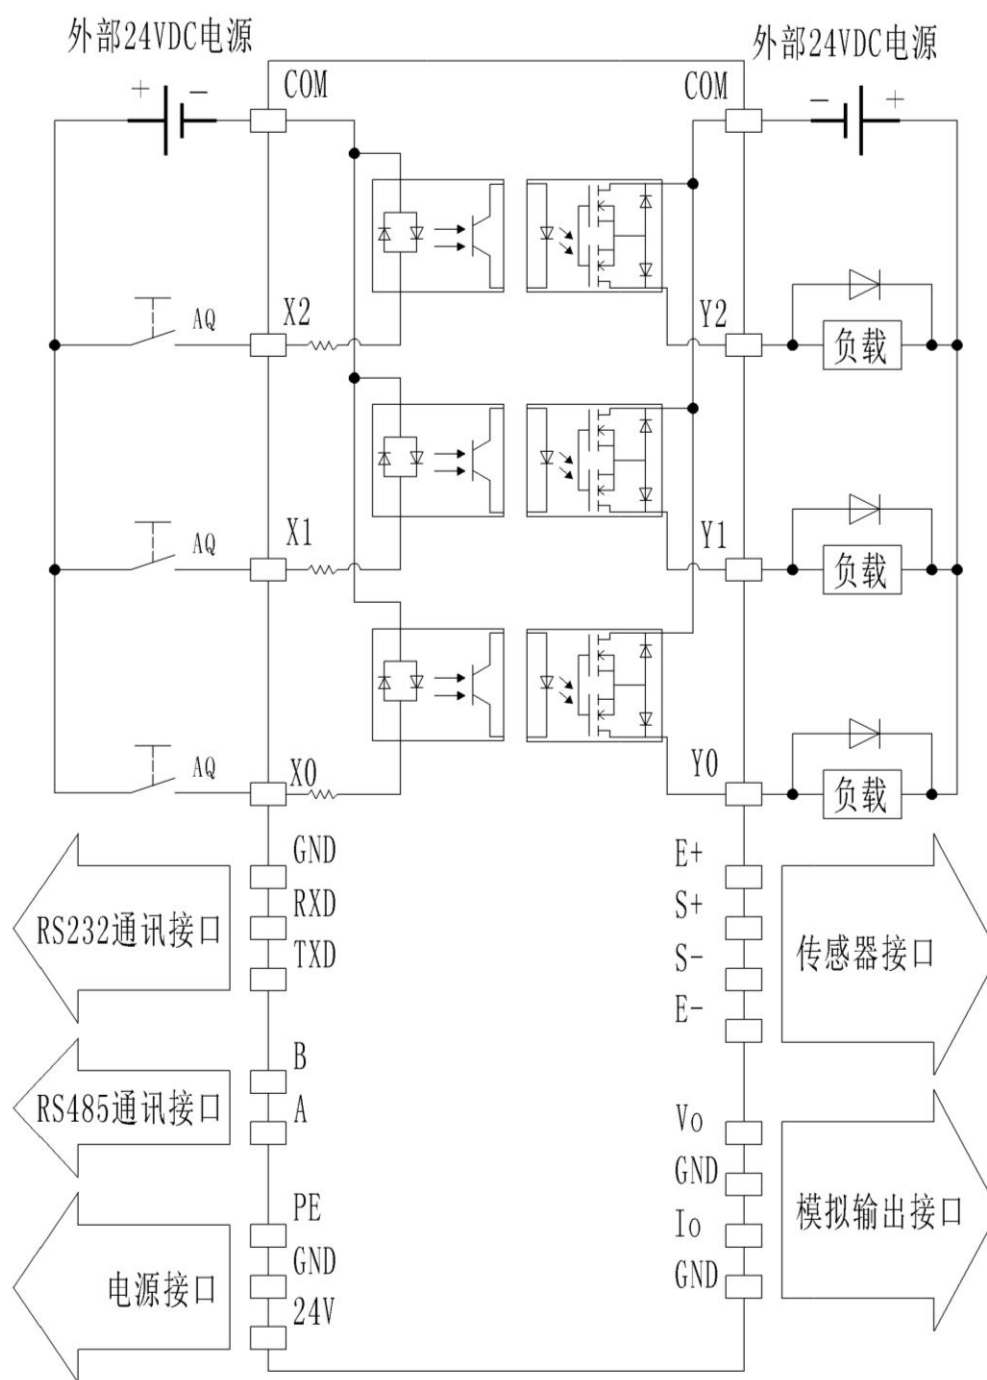 外部24VDC电源
外部24VDC电源
+
-
COM
COM
-
+
AQ
X2
Y2
负载
AQ
X1
Y1
负载
AQ
X0
Y0
负载
GND
RXD
TXD
RS232通讯接口
E+
S+
S-
E-
传感器接口
B
A
RS485通讯接口
Vo
GND
Io
GND
模拟输出接口
PE
GND
24V
电源接口